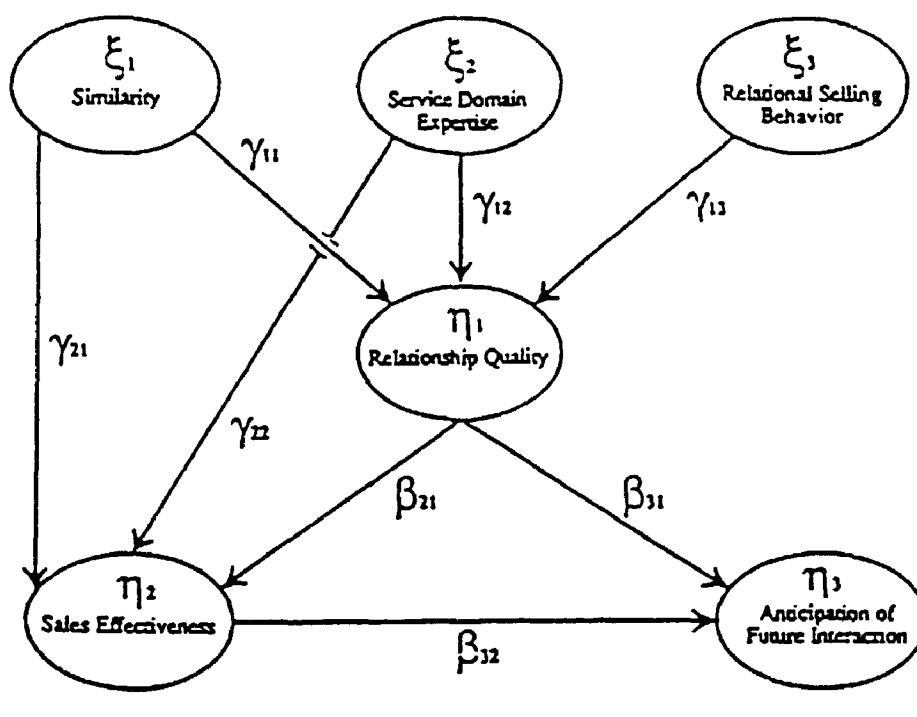 ξ1
Similarity
ξ2
Service Domain
Expertise
ξ3
Relational Selling
Behavior
γ11
γ12
γ13
η1
Relationship Quality
γ21
γ22
β21
β31
η2
Sales Effectiveness
η3
Anticipation of
Future Interaction
β32